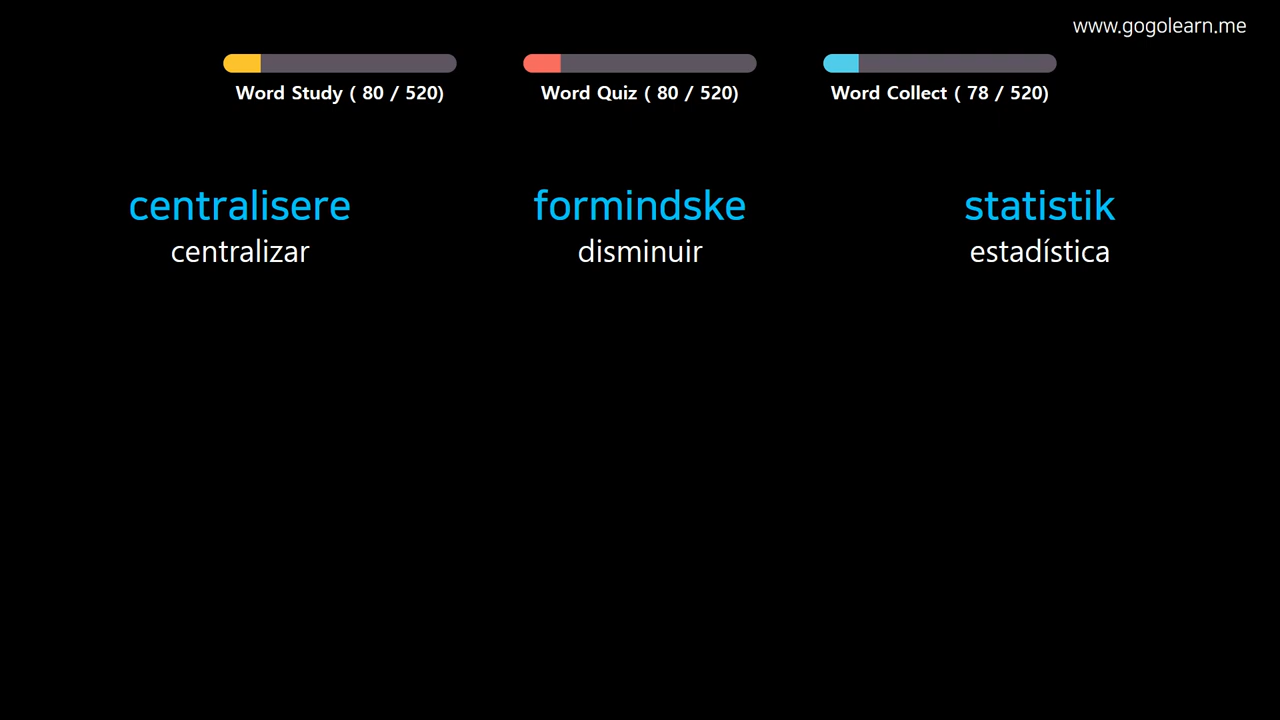 www.gogolearn.me
Word Study ( 80 / 520)
Word Quiz ( 80 / 520)
Word Collect ( 78 / 520)
centralisere
centralizar
formindske
disminuir
statistik
estadística